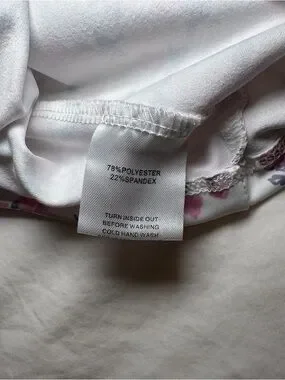 78%POLYESTER
22%SPANDEX
TURN INSIDE OUT
BEFORE WASHING
COLD HAND WASH